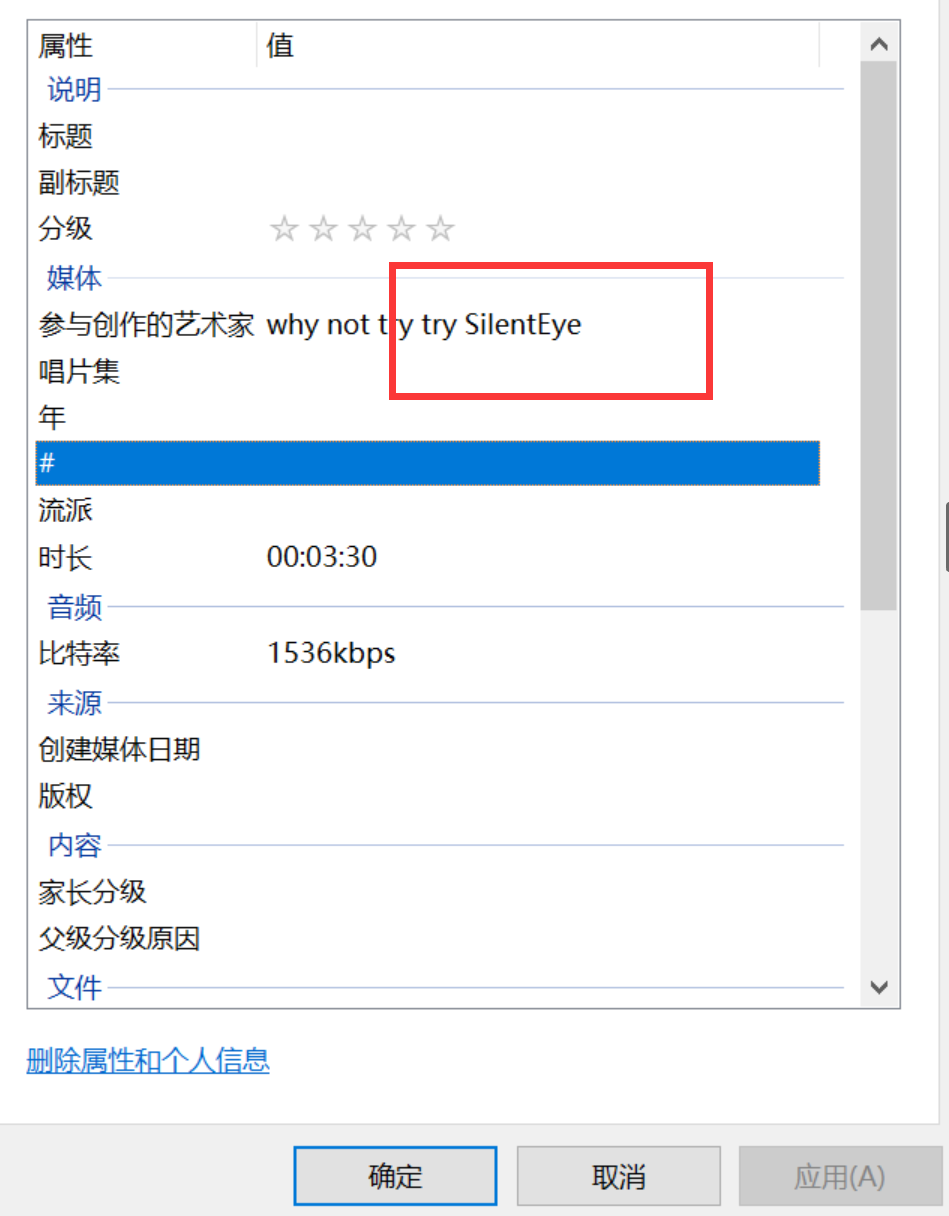 属性 值
说明
标题
副标题
分级 ☆☆☆☆☆
媒体
参与创作的艺术家 why not try try SilentEye
唱片集
年
#
流派
时长 00:03:30
音频
比特率 1536kbps
来源
创建媒体日期
版权
内容
家长分级
父级分级原因
文件
删除属性和个人信息
确定 取消 应用(A)